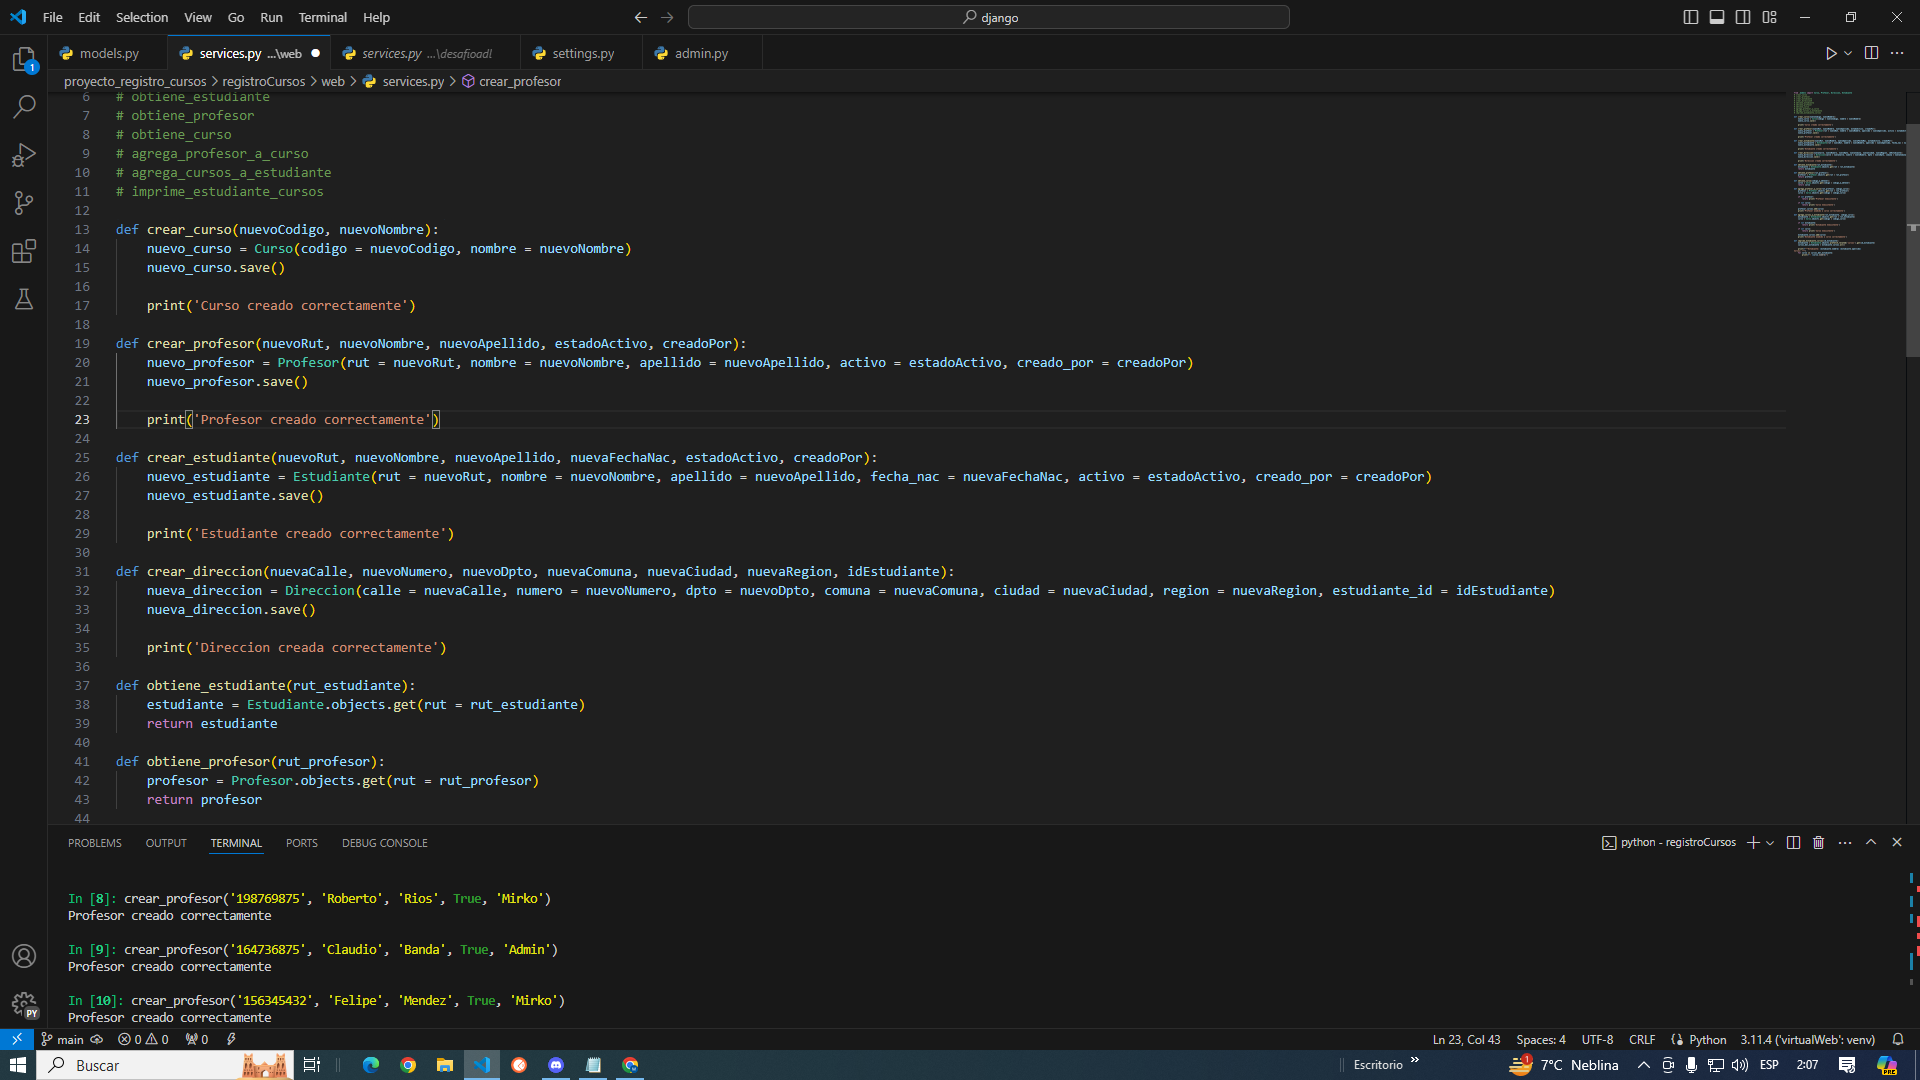 File Edit Selection View Go Run Terminal Help
django
models.py
services.py ...\web
services.py ...\desafioadl
settings.py
admin.py
proyecto_registro_cursos > registroCursos > web > services.py > crear_profesor
6 # obtiene_estudiante
7 # obtiene_profesor
8 # obtiene_curso
9 # agrega_profesor_a_curso
10 # agrega_cursos_a_estudiante
11 # imprime_estudiante_cursos
12
13 def crear_curso(nuevoCodigo, nuevoNombre):
14 nuevo_curso = Curso(codigo = nuevoCodigo, nombre = nuevoNombre)
15 nuevo_curso.save()
16
17 print('Curso creado correctamente')
18
19 def crear_profesor(nuevoRut, nuevoNombre, nuevoApellido, estadoActivo, creadoPor):
20 nuevo_profesor = Profesor(rut = nuevoRut, nombre = nuevoNombre, apellido = nuevoApellido, activo = estadoActivo, creado_por = creadoPor)
21 nuevo_profesor.save()
22
23 print('Profesor creado correctamente')
24
25 def crear_estudiante(nuevoRut, nuevoNombre, nuevoApellido, nuevaFechaNac, estadoActivo, creadoPor):
26 nuevo_estudiante = Estudiante(rut = nuevoRut, nombre = nuevoNombre, apellido = nuevoApellido, fecha_nac = nuevaFechaNac, activo = estadoActivo, creado_por = creadoPor)
27 nuevo_estudiante.save()
28
29 print('Estudiante creado correctamente')
30
31 def crear_direccion(nuevaCalle, nuevoNumero, nuevoDpto, nuevaComuna, nuevaCiudad, nuevaRegion, idEstudiante):
32 nueva_direccion = Direccion(calle = nuevaCalle, numero = nuevoNumero, dpto = nuevoDpto, comuna = nuevaComuna, ciudad = nuevaCiudad, region = nuevaRegion, estudiante_id = idEstudiante)
33 nueva_direccion.save()
34
35 print('Direccion creada correctamente')
36
37 def obtiene_estudiante(rut_estudiante):
38 estudiante = Estudiante.objects.get(rut = rut_estudiante)
39 return estudiante
40
41 def obtiene_profesor(rut_profesor):
42 profesor = Profesor.objects.get(rut = rut_profesor)
43 return profesor
44
PROBLEMS OUTPUT TERMINAL PORTS DEBUG CONSOLE
python - registroCursos
In [8]: crear_profesor('198769875', 'Roberto', 'Rios', True, 'Mirko')
Profesor creado correctamente
In [9]: crear_profesor('164736875', 'Claudio', 'Banda', True, 'Admin')
Profesor creado correctamente
In [10]: crear_profesor('156345432', 'Felipe', 'Mendez', True, 'Mirko')
Profesor creado correctamente
1
PY
main 0 0 0
Ln 23, Col 43 Spaces: 4 UTF-8 CRLF Python 3.11.4 ('virtualWeb': venv)
Buscar
Escritorio
1
7°C Neblina
ESP 2:07
PRE